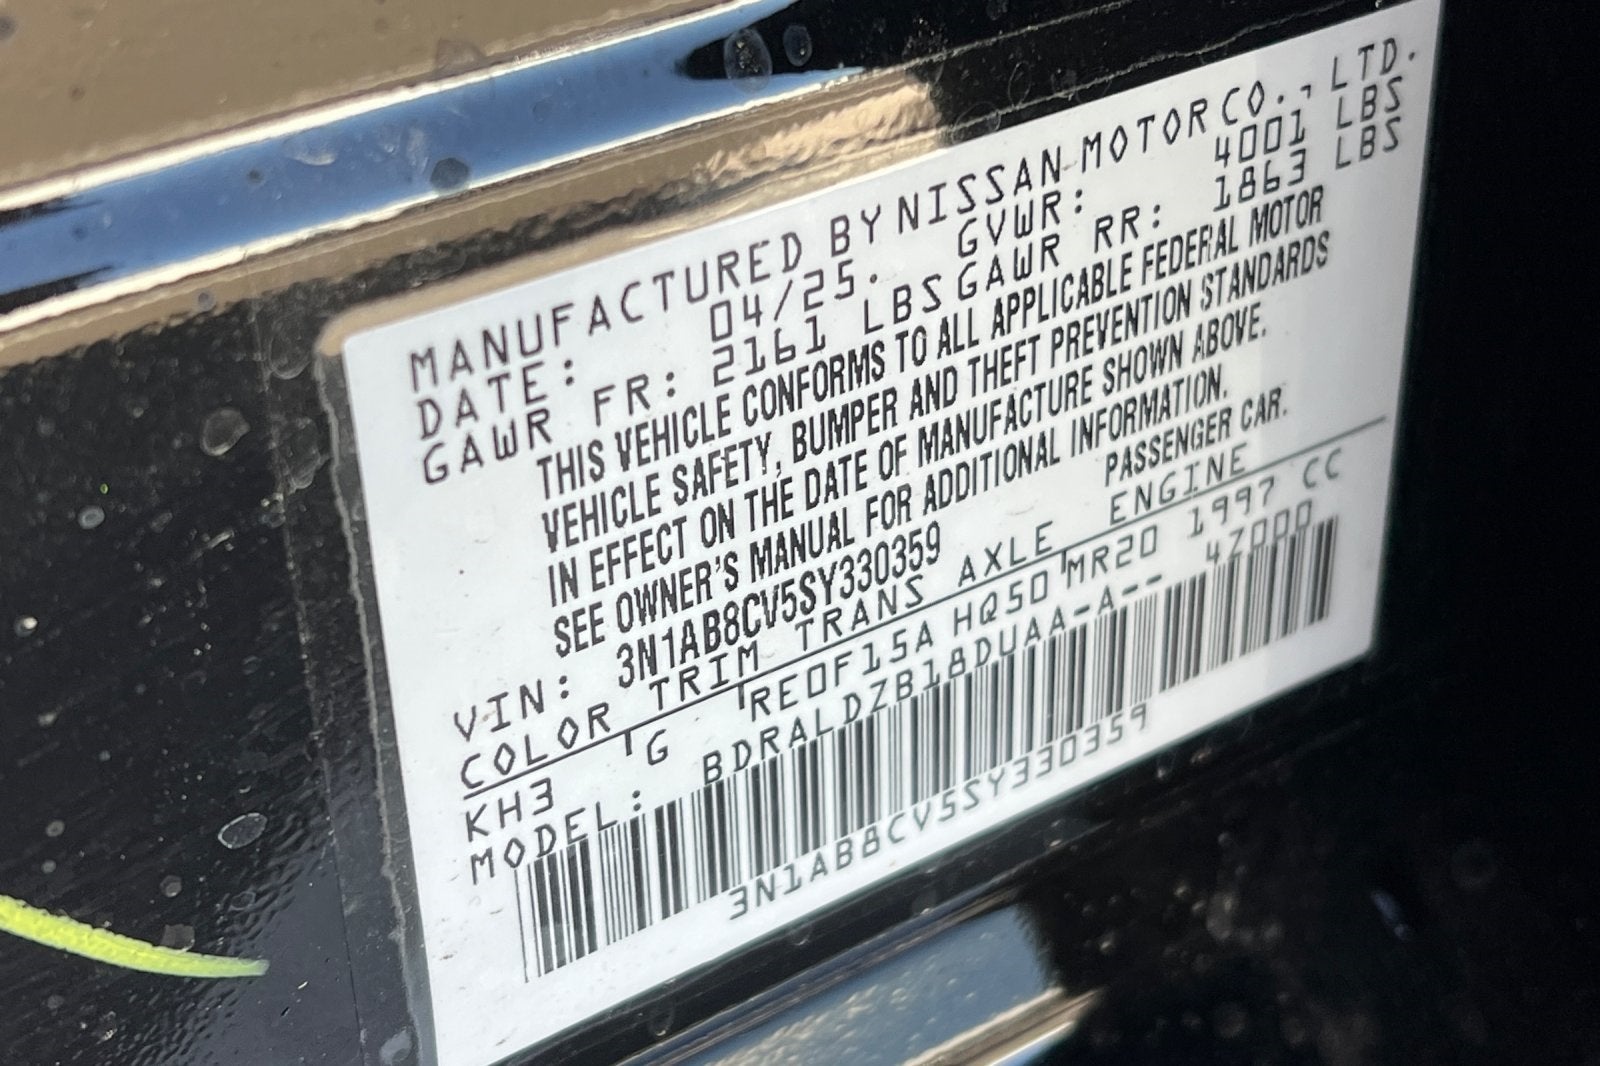 MANUFACTURED BY NISSAN MOTOR CO., LTD.
DATE: 04/25. GVWR: 4001 LBS
GAWR FR: 2161 LBS GAWR RR: 1863 LBS
THIS VEHICLE CONFORMS TO ALL APPLICABLE FEDERAL MOTOR
VEHICLE SAFETY, BUMPER AND THEFT PREVENTION STANDARDS
IN EFFECT ON THE DATE OF MANUFACTURE SHOWN ABOVE.
SEE OWNER'S MANUAL FOR ADDITIONAL INFORMATION.
VIN: 3N1AB8CV5SY330359 PASSENGER CAR.
COLOR TRIM TRANS AXLE ENGINE
KH3 G RE0F15A HQ50 MR20 1997 CC
MODEL: BDRALDZB18DUAA-A-- 4Z000
3N1AB8CV5SY330359